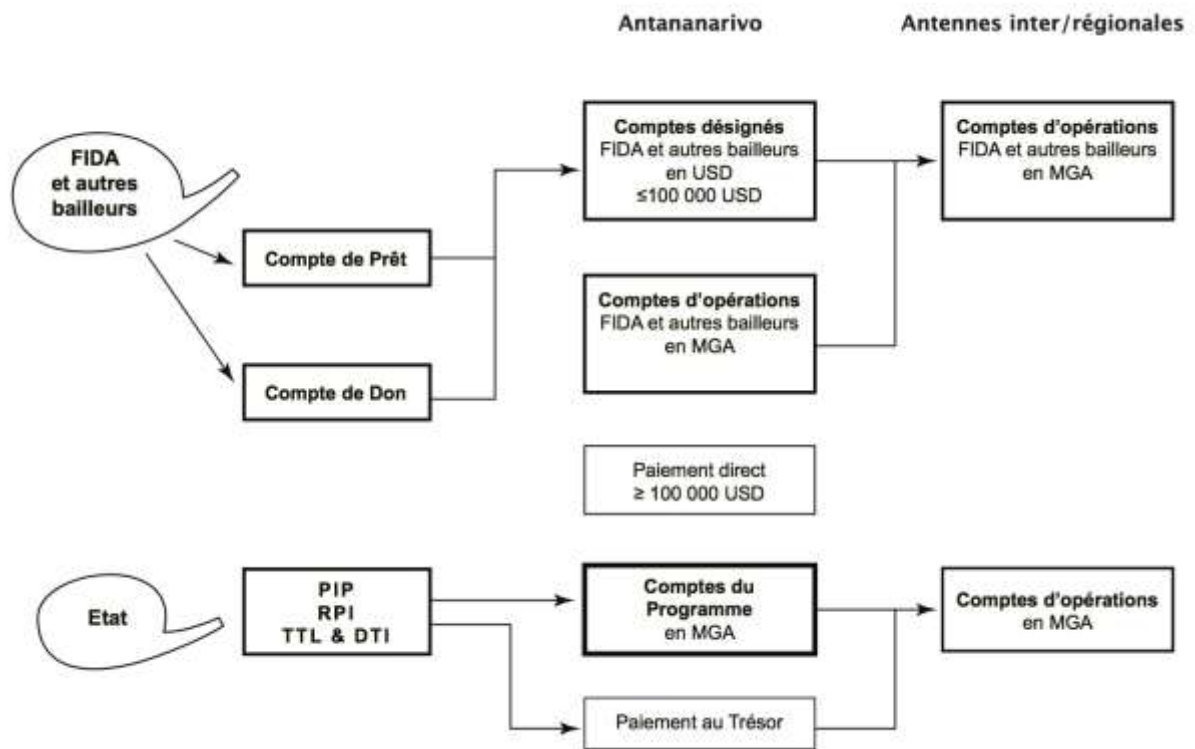 Antananarivo
Antennes inter/régionales
FIDA
et autres
bailleurs
Compte de Prêt
Compte de Don
Comptes désignés
FIDA et autres bailleurs
en USD
≤100 000 USD
Comptes d'opérations
FIDA et autres bailleurs
en MGA
Comptes d'opérations
FIDA et autres bailleurs
en MGA
Paiement direct
≥ 100 000 USD
Etat
PIP
RPI
TTL & DTI
Comptes du
Programme
en MGA
Comptes d'opérations
en MGA
Paiement au Trésor